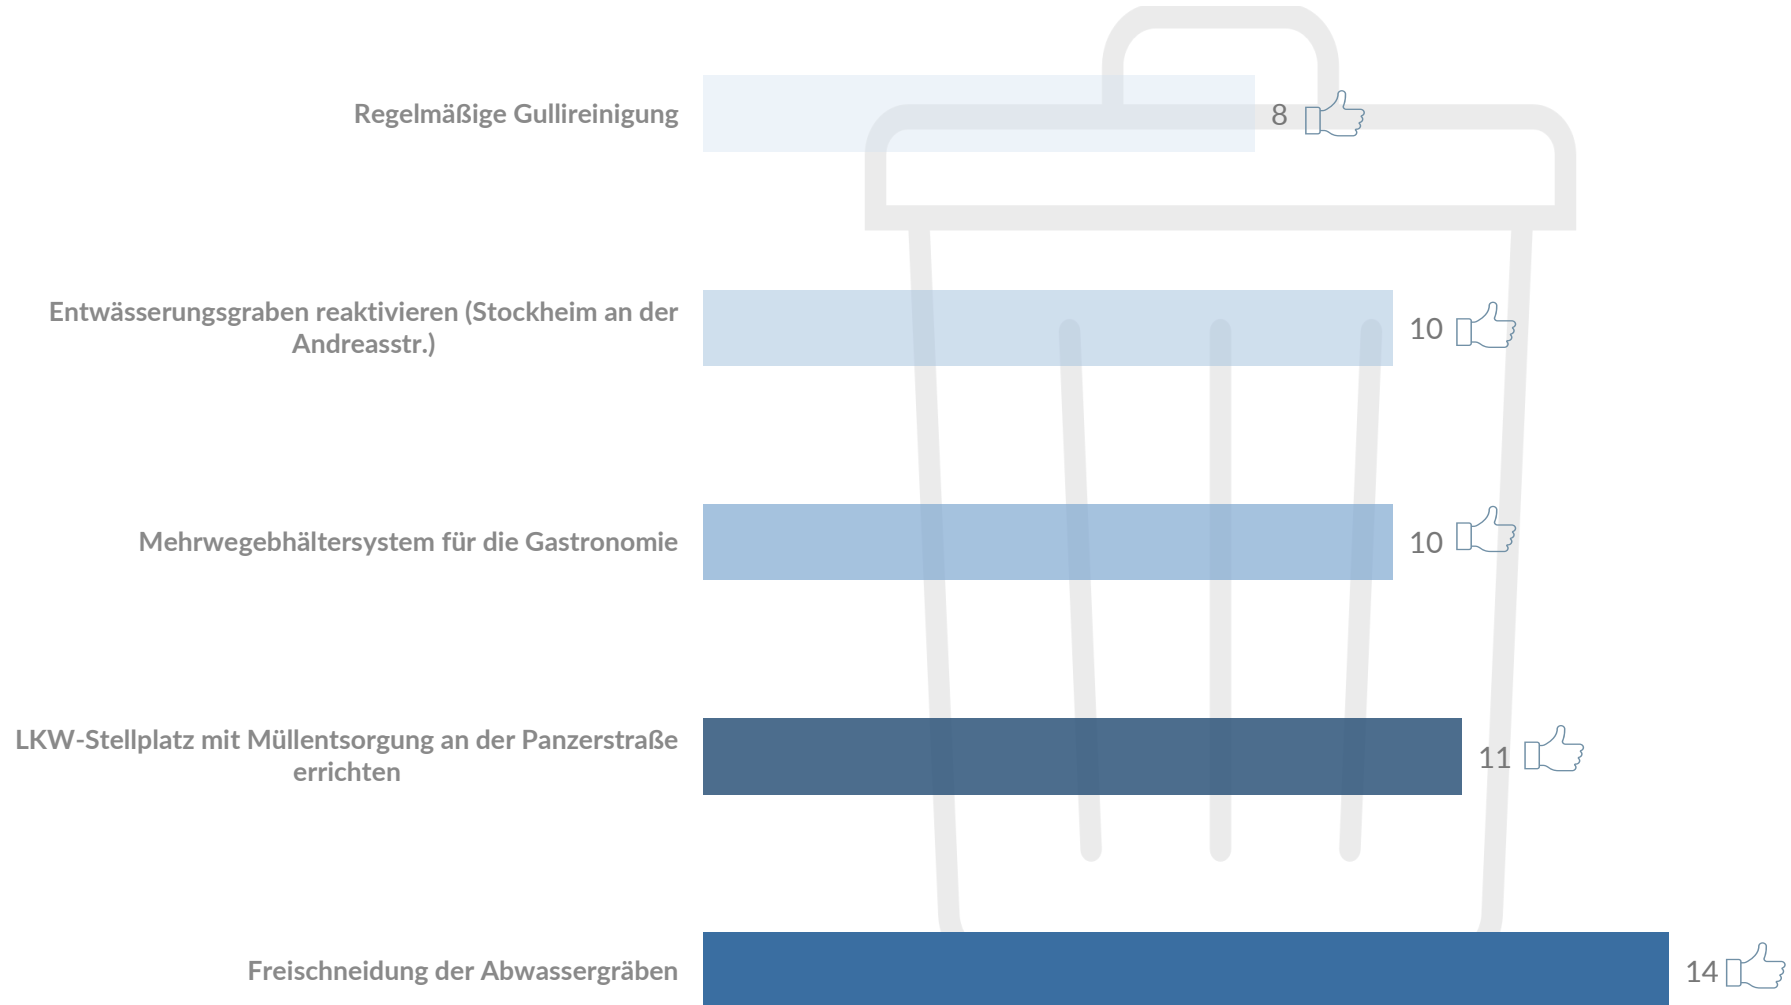 Regelmäßige Gullireinigung
8
Entwässerungsgraben reaktivieren (Stockheim an der
Andreasstr.)
10
Mehrwegebhältersystem für die Gastronomie
10
LKW-Stellplatz mit Müllentsorgung an der Panzerstraße
errichten
11
Freischneidung der Abwassergräben
14